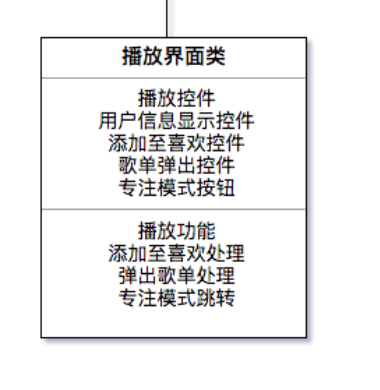 播放界面类
播放控件
用户信息显示控件
添加至喜欢控件
歌单弹出控件
专注模式按钮
播放功能
添加至喜欢处理
弹出歌单处理
专注模式跳转